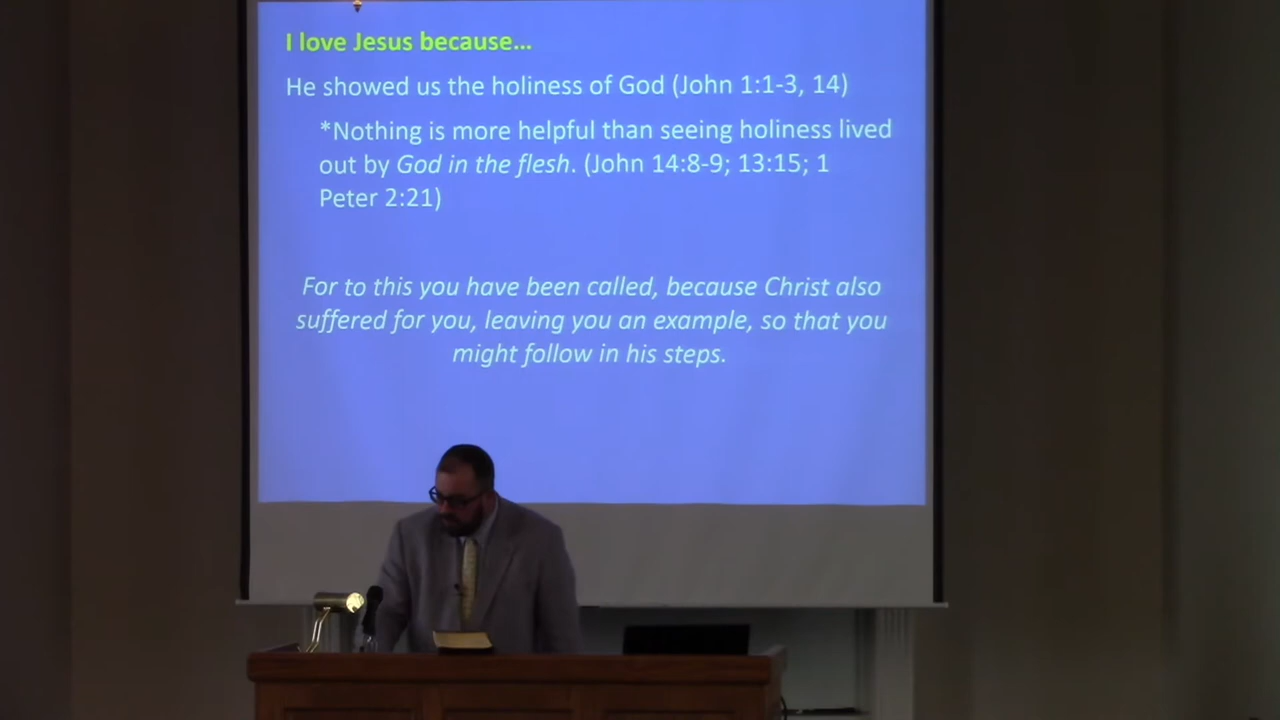 I love Jesus because...
He showed us the holiness of God (John 1:1-3, 14)
*Nothing is more helpful than seeing holiness lived
out by God in the flesh. (John 14:8-9; 13:15; 1
Peter 2:21)
For to this you have been called, because Christ also
suffered for you, leaving you an example, so that you
might follow in his steps.